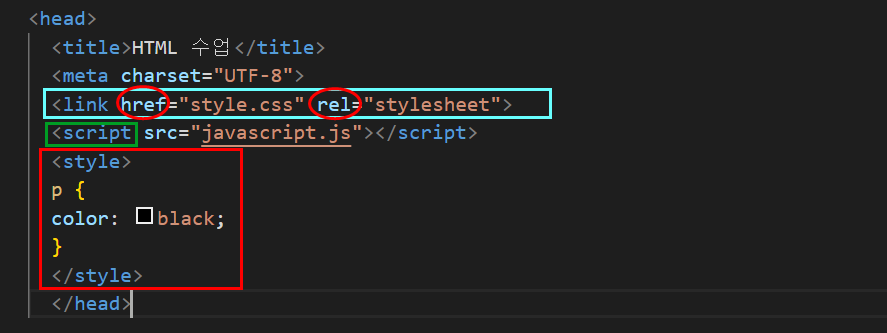 <head>
<title>HTML 수업</title>
<meta charset="UTF-8">
<link href="style.css" rel="stylesheet">
<script src="javascript.js"></script>
<style>
p {
color: black;
}
</style>
</head>